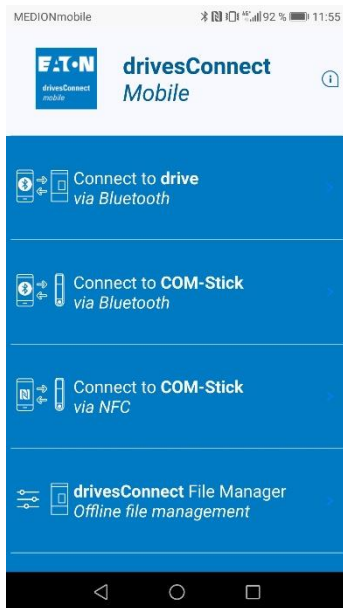 MEDIONmobile 92 % 11:55
EATON
drivesConnect
mobile
drivesConnect
Mobile
Connect to drive
via Bluetooth
Connect to COM-Stick
via Bluetooth
Connect to COM-Stick
via NFC
drivesConnect File Manager
Offline file management